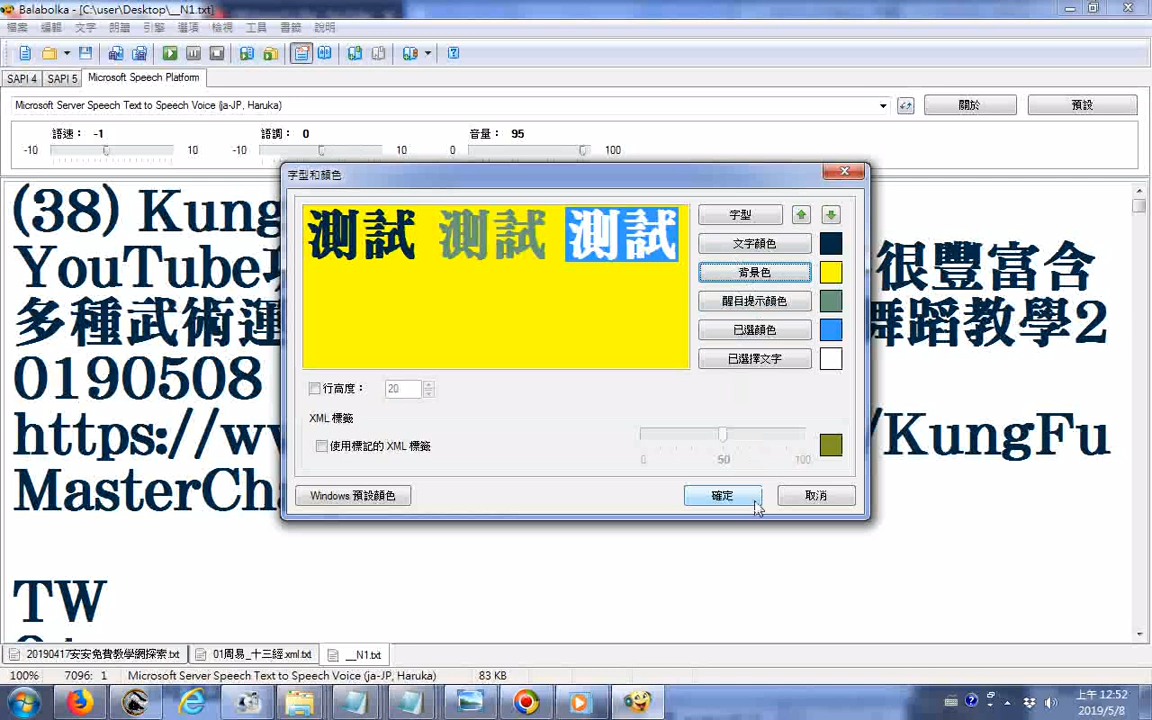 Balabolka - [C:\user\Desktop\__N1.txt]
檔案 編輯 文字 朗讀 引擎 選項 檢視 工具 書籤 說明
SAPI 4 SAPI 5 Microsoft Speech Platform
Microsoft Server Speech Text to Speech Voice (ja-JP, Haruka) 關於 預設
語速： -1 語調： 0 音量： 95
-10 10 -10 10 0 100
字型和顏色
測試 測試 測試
字型
文字顏色
背景色
醒目提示顏色
已選顏色
已選擇文字
行高度： 20
XML 標籤
使用標記的 XML 標籤
0 50 100
Windows 預設顏色 確定 取消
(38) Kung
YouTube 很豐富含
多種武術運 舞蹈教學2
0190508
https://ww /KungFu
MasterCha
TW
20190417安安免費教學網探索.txt 01周易_十三經.xml.txt __N1.txt
100% 7096: 1 Microsoft Server Speech Text to Speech Voice (ja-JP, Haruka) 83 KB
上午 12:52
2019/5/8